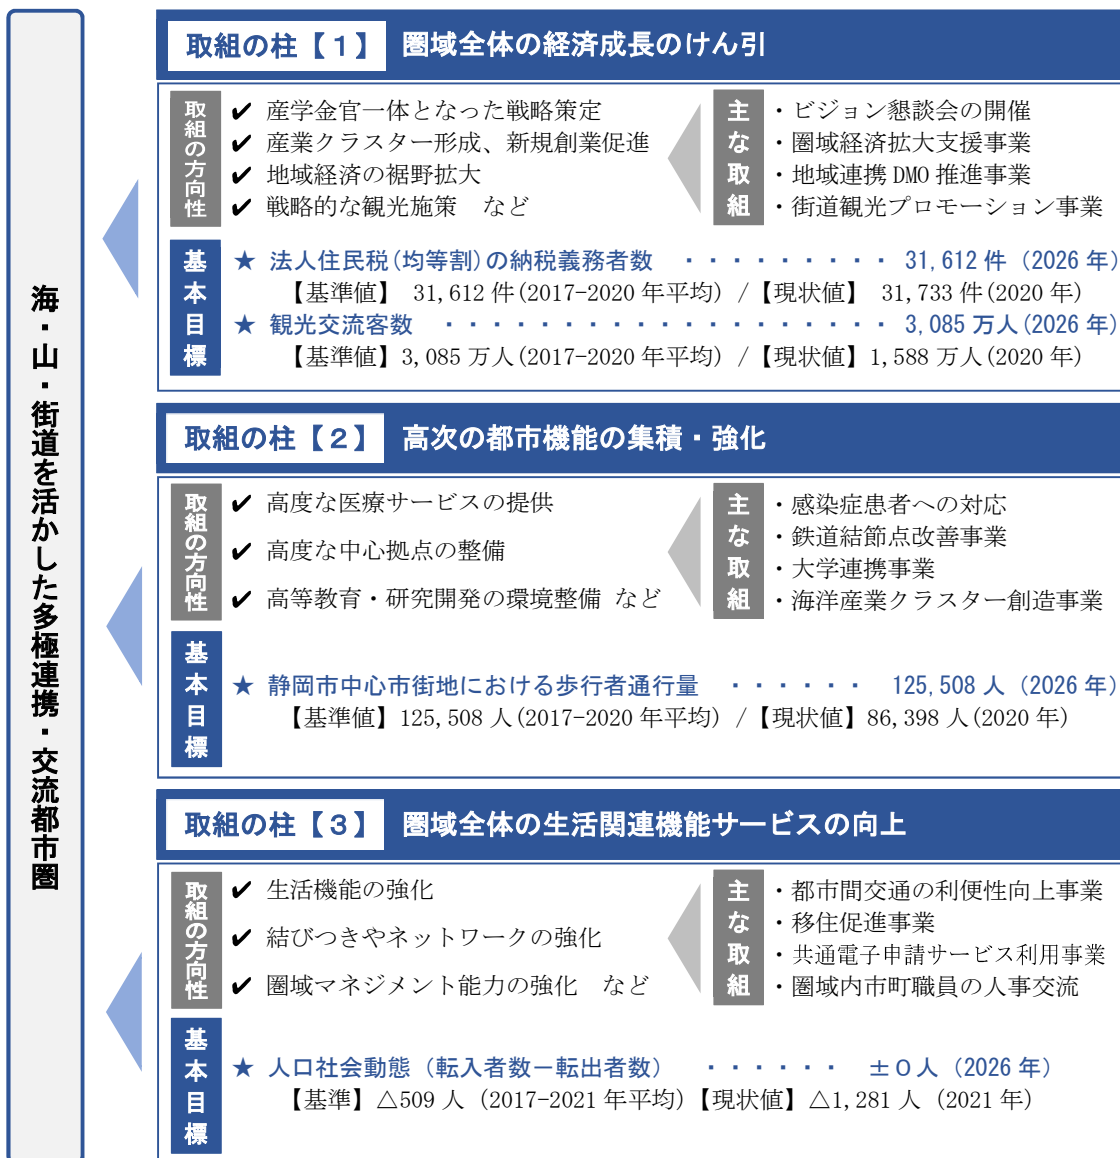 海・山・街道を活かした多極連携・交流都市圏
取組の柱【１】 圏域全体の経済成長のけん引
取組の方向性
✔ 産学金官一体となった戦略策定
✔ 産業クラスター形成、新規創業促進
✔ 地域経済の裾野拡大
✔ 戦略的な観光施策　など
主な取組
・ビジョン懇談会の開催
・圏域経済拡大支援事業
・地域連携 DMO 推進事業
・街道観光プロモーション事業
基本目標
★ 法人住民税(均等割)の納税義務者数 ・・・・・・・・・ 31,612 件 (2026 年)
【基準値】 31,612 件(2017-2020 年平均) /【現状値】 31,733 件(2020 年)
★ 観光交流客数 ・・・・・・・・・・・・・・・・・・・ 3,085 万人(2026 年)
【基準値】3,085 万人(2017-2020 年平均) /【現状値】1,588 万人(2020 年)
取組の柱【２】 高次の都市機能の集積・強化
取組の方向性
✔ 高度な医療サービスの提供
✔ 高度な中心拠点の整備
✔ 高等教育・研究開発の環境整備 など
主な取組
・感染症患者への対応
・鉄道結節点改善事業
・大学連携事業
・海洋産業クラスター創造事業
基本目標
★ 静岡市中心市街地における歩行者通行量 ・・・・・・ 125,508 人 (2026 年)
【基準値】125,508 人(2017-2020 年平均) /【現状値】86,398 人(2020 年)
取組の柱【３】 圏域全体の生活関連機能サービスの向上
取組の方向性
✔ 生活機能の強化
✔ 結びつきやネットワークの強化
✔ 圏域マネジメント能力の強化　など
主な取組
・都市間交通の利便性向上事業
・移住促進事業
・共通電子申請サービス利用事業
・圏域内市町職員の人事交流
基本目標
★ 人口社会動態（転入者数－転出者数） ・・・・・・ ±０人 (2026 年)
【基準】△509 人 (2017-2021 年平均)【現状値】△1,281 人 (2021 年)